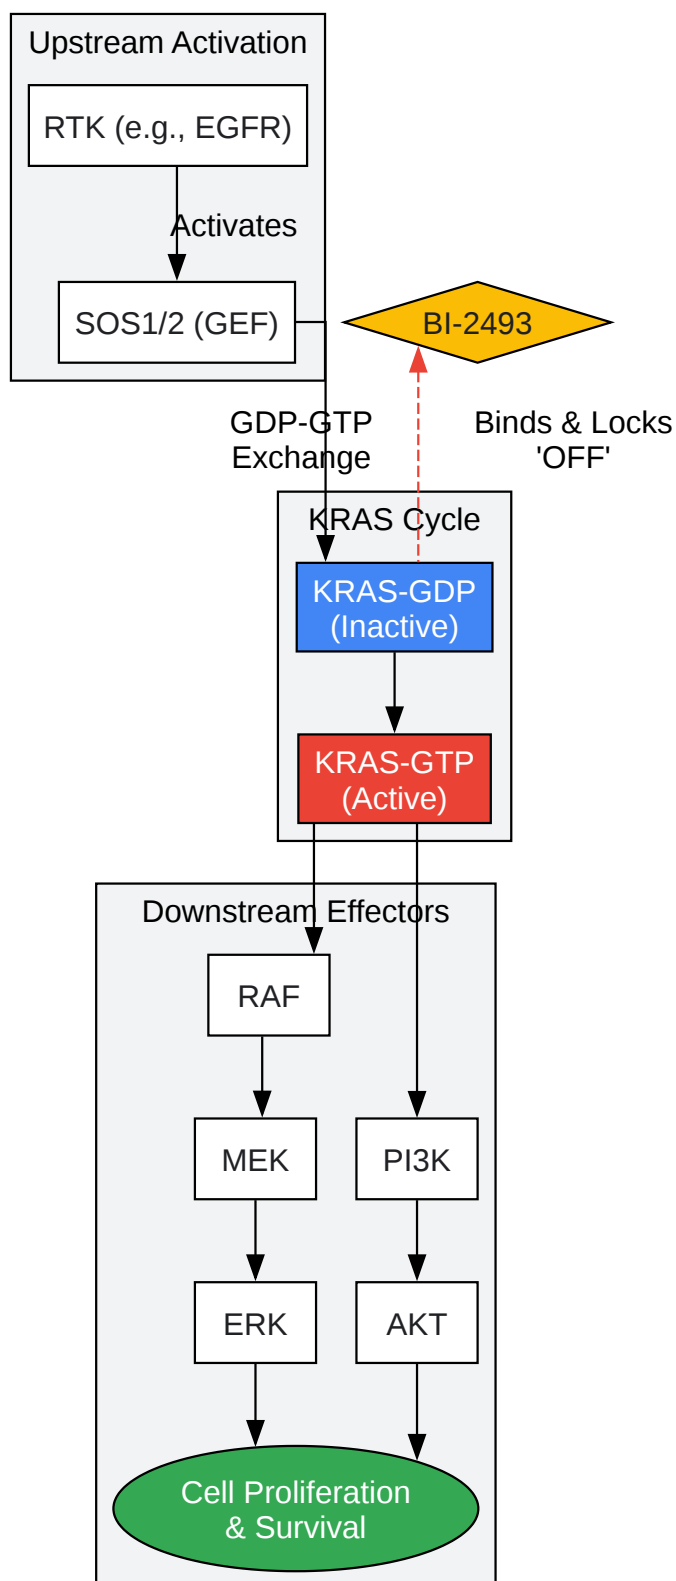 Upstream Activation
RTK (e.g., EGFR)
Activates
SOS1/2 (GEF)
BI-2493
GDP-GTP
Exchange
Binds & Locks
'OFF'
KRAS Cycle
KRAS-GDP
(Inactive)
KRAS-GTP
(Active)
Downstream Effectors
RAF
MEK
PI3K
ERK
AKT
Cell Proliferation
& Survival